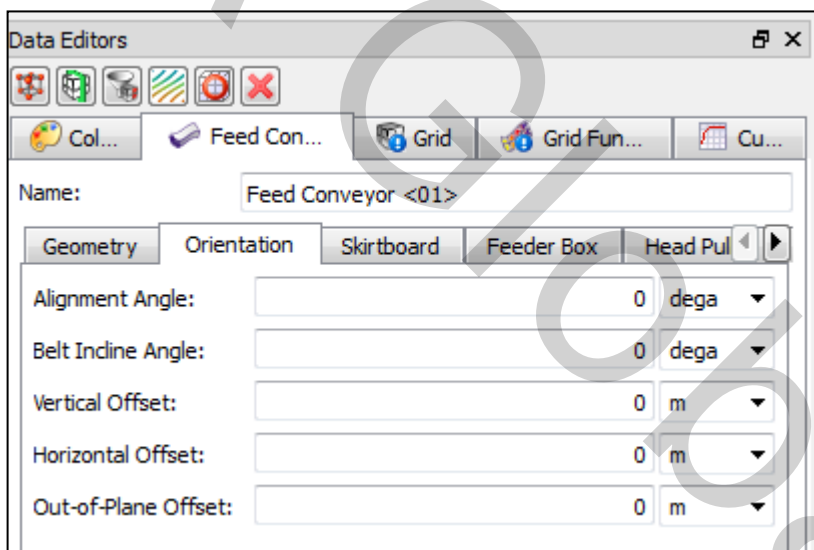 Data Editors
Col... Feed Con... Grid Grid Fun... Cu...
Name: Feed Conveyor <01>
Geometry Orientation Skirtboard Feeder Box Head Pul
Alignment Angle: 0 dega
Belt Incline Angle: 0 dega
Vertical Offset: 0 m
Horizontal Offset: 0 m
Out-of-Plane Offset: 0 m